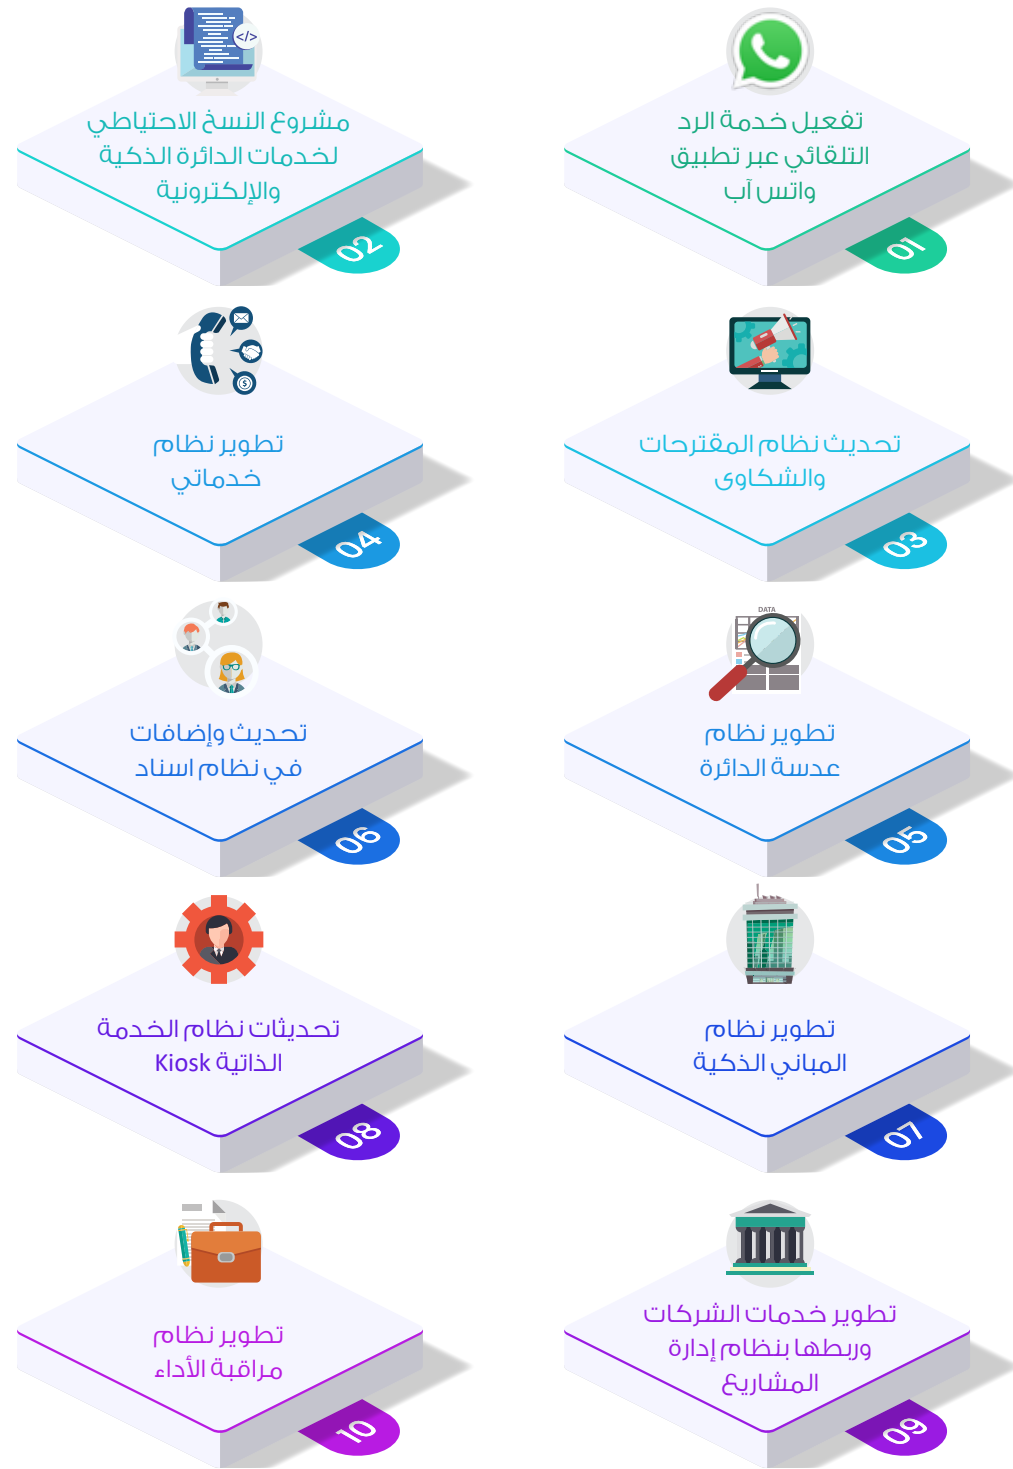 تفعيل خدمة الرد
التلقائي عبر تطبيق
واتس آب
01
</>
مشروع النسخ الاحتياطي
لخدمات الدائرة الذكية
والإلكترونية
02
تحديث نظام المقترحات
والشكاوى
03
$
تطوير نظام
خدماتي
04
DATA
تطوير نظام
عدسة الدائرة
05
تحديث وإضافات
في نظام اسناد
06
تطوير نظام
المباني الذكية
07
تحديثات نظام الخدمة
الذاتية Kiosk
08
تطوير خدمات الشركات
وربطها بنظام إدارة
المشاريع
09
تطوير نظام
مراقبة الأداء
10